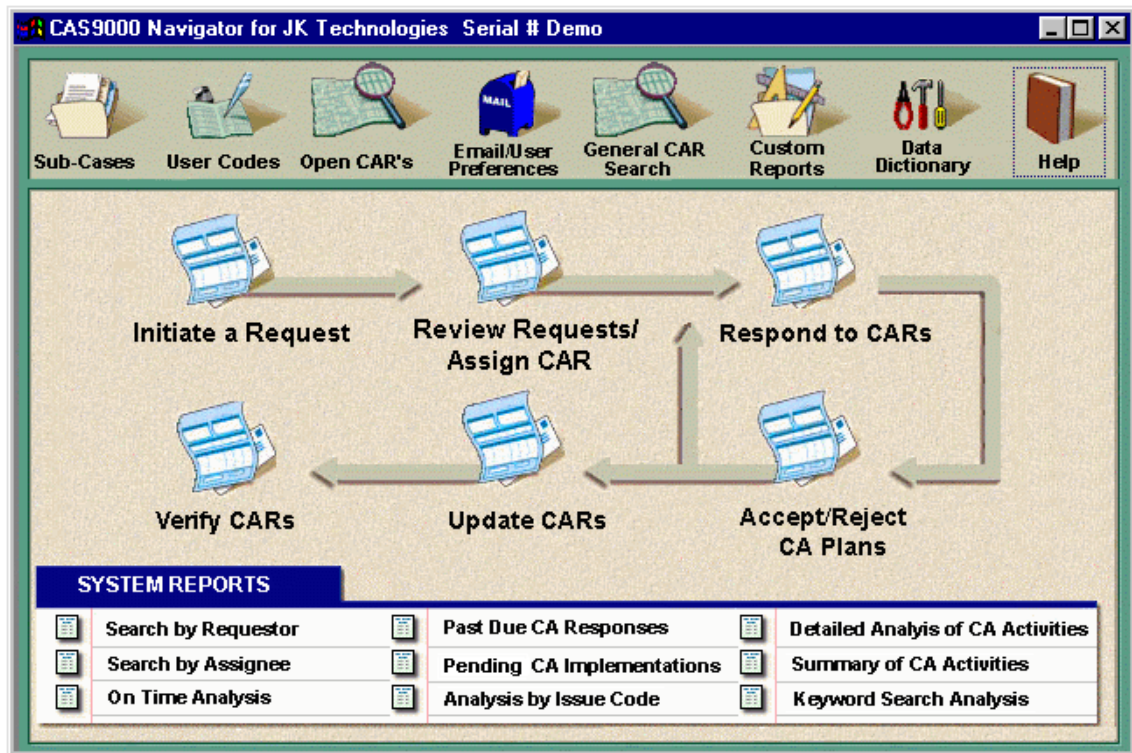 CAS9000 Navigator for JK Technologies Serial # Demo
MAIL
Sub-Cases
User Codes
Open CAR's
Email/User
Preferences
General CAR
Search
Custom
Reports
Data
Dictionary
Help
Initiate a Request
Review Requests/
Assign CAR
Respond to CARs
Verify CARs
Update CARs
Accept/Reject
CA Plans
SYSTEM REPORTS
Search by Requestor
Past Due CA Responses
Detailed Analyis of CA Activities
Search by Assignee
Pending CA Implementations
Summary of CA Activities
On Time Analysis
Analysis by Issue Code
Keyword Search Analysis